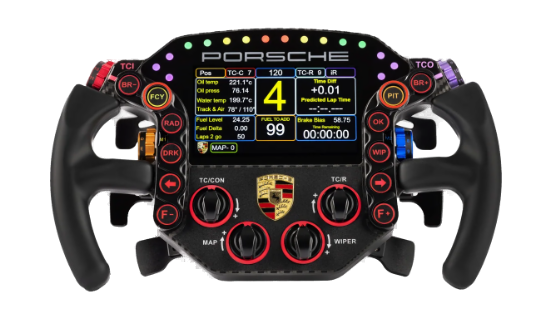 PORSCHE
TCI
TCO
BR-
BR+
FCY
PIT
RAD
OK
DRK
WIP
F-
F+
Pos TC-C 7 120 TC-R 9 iR
Oil temp 221.1°c
Oil press 76.14
Water temp 199.7°c
Track & Air 78° / 110°
4
Time Diff
+0.01
Predicted Lap Time
--:--.---
Fuel Level 24.25
Fuel Delta 0.00
Laps 2 go 50
FUEL TO ADD
99
Brake Bias 58.75
Time Remaining
00:00:00
MAP- 0
TC/CON
TC/R
MAP
WIPER